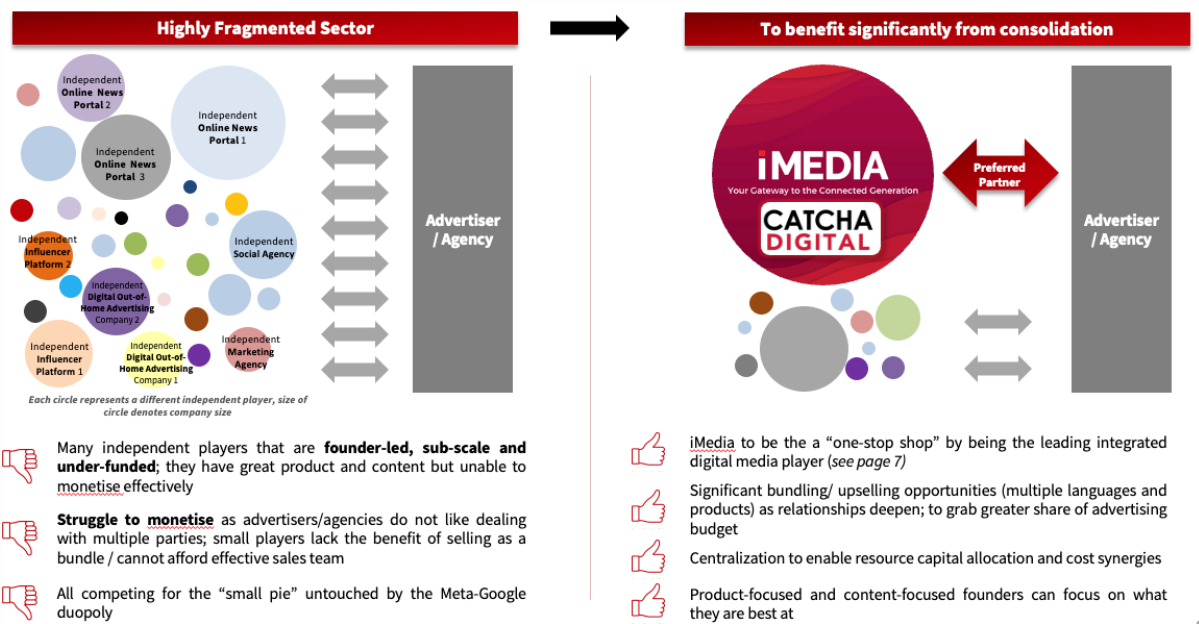 Highly Fragmented Sector
Independent
Online News
Portal 2
Independent
Online News
Portal 1
Independent
Online News
Portal 3
Independent
Influencer
Platform 2
Independent
Social Agency
Independent
Digital Out-of-
Home Advertising
Company 2
Independent
Influencer
Platform 1
Independent
Digital Out-of-
Home Advertising
Company 1
Independent
Marketing
Agency
Advertiser
/ Agency
Each circle represents a different independent player, size of
circle denotes company size
Many independent players that are founder-led, sub-scale and
under-funded; they have great product and content but unable to
monetise effectively
Struggle to monetise as advertisers/agencies do not like dealing
with multiple parties; small players lack the benefit of selling as a
bundle / cannot afford effective sales team
All competing for the “small pie” untouched by the Meta-Google
duopoly
To benefit significantly from consolidation
iMEDIA
Your Gateway to the Connected Generation
CATCHA
DIGITAL
Preferred
Partner
Advertiser
/ Agency
iMedia to be the a “one-stop shop” by being the leading integrated
digital media player (see page 7)
Significant bundling/ upselling opportunities (multiple languages and
products) as relationships deepen; to grab greater share of advertising
budget
Centralization to enable resource capital allocation and cost synergies
Product-focused and content-focused founders can focus on what
they are best at